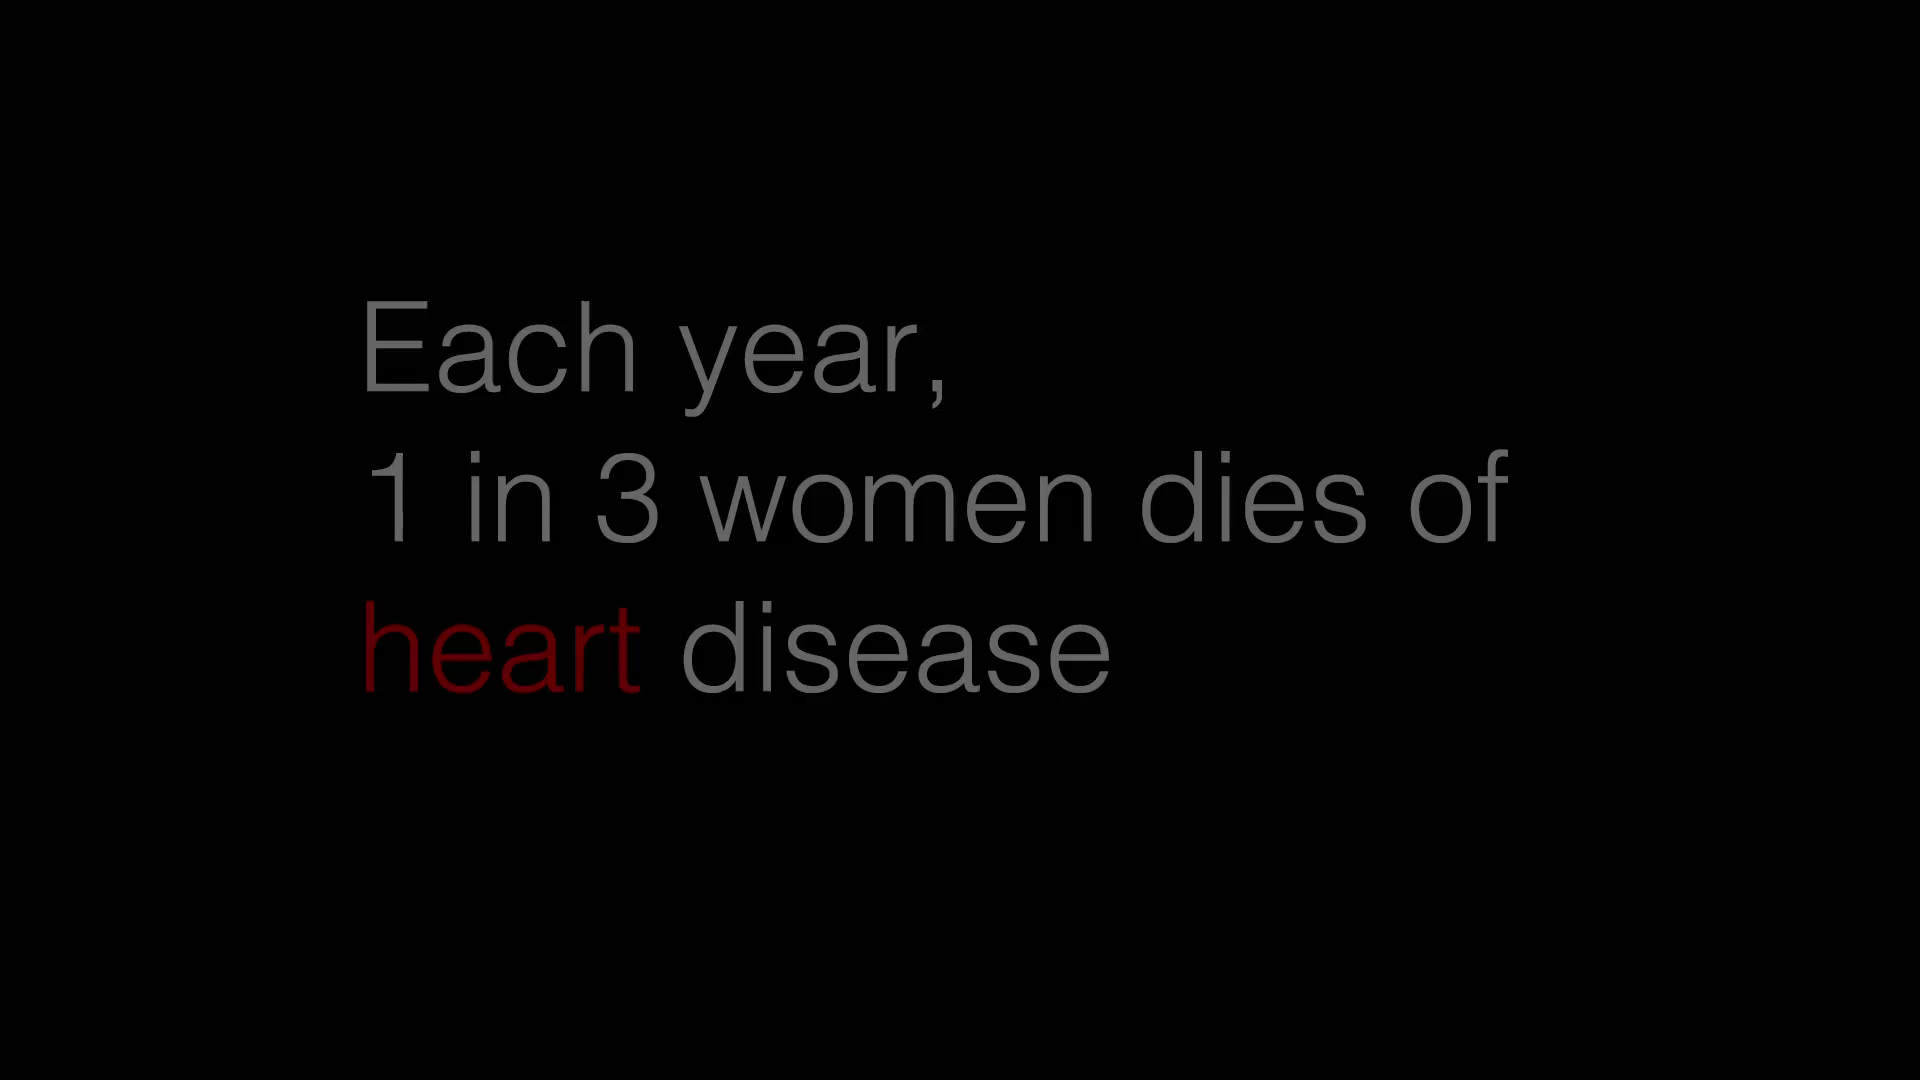 Each year,
1 in 3 women dies of
heart disease